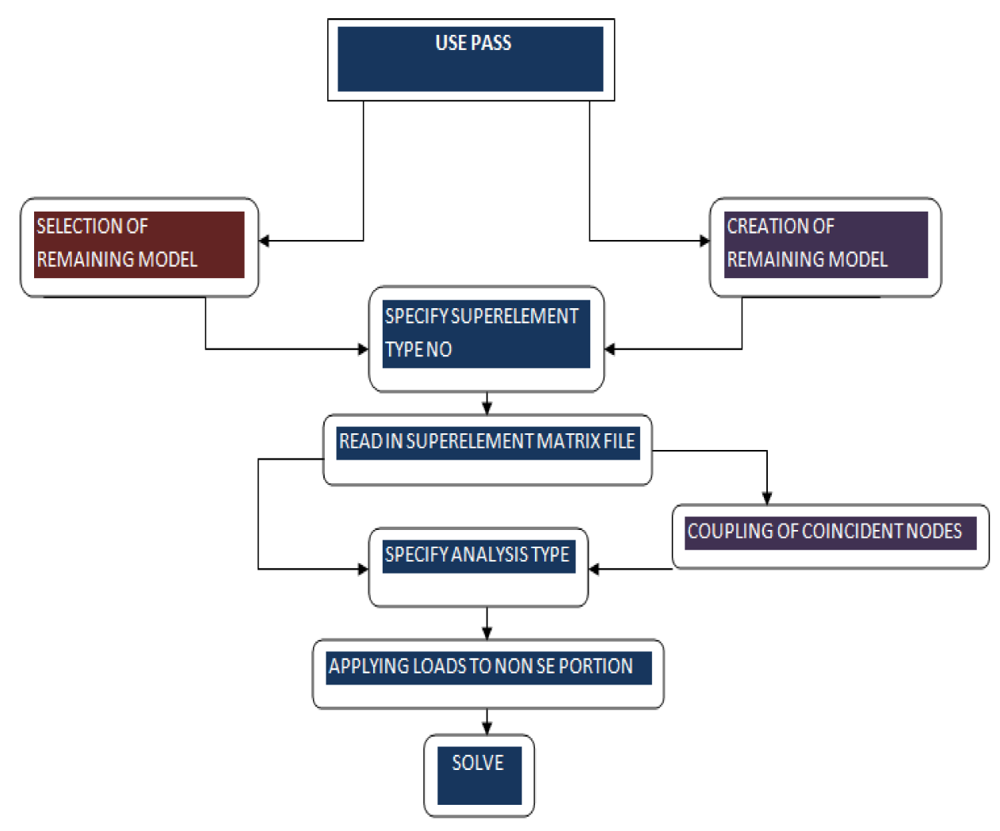 USE PASS
SELECTION OF
REMAINING MODEL
CREATION OF
REMAINING MODEL
SPECIFY SUPERELEMENT
TYPE NO
READ IN SUPERELEMENT MATRIX FILE
COUPLING OF COINCIDENT NODES
SPECIFY ANALYSIS TYPE
APPLYING LOADS TO NON SE PORTION
SOLVE